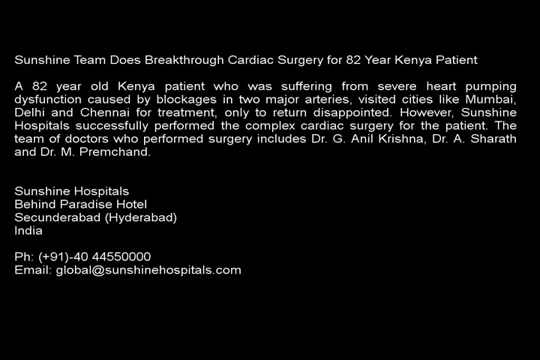 Sunshine Team Does Breakthrough Cardiac Surgery for 82 Year Kenya Patient
A 82 year old Kenya patient who was suffering from severe heart pumping
dysfunction caused by blockages in two major arteries, visited cities like Mumbai,
Delhi and Chennai for treatment, only to return disappointed. However, Sunshine
Hospitals successfully performed the complex cardiac surgery for the patient. The
team of doctors who performed surgery includes Dr. G. Anil Krishna, Dr. A. Sharath
and Dr. M. Premchand.
Sunshine Hospitals
Behind Paradise Hotel
Secunderabad (Hyderabad)
India
Ph: (+91)-40 44550000
Email: global@sunshinehospitals.com